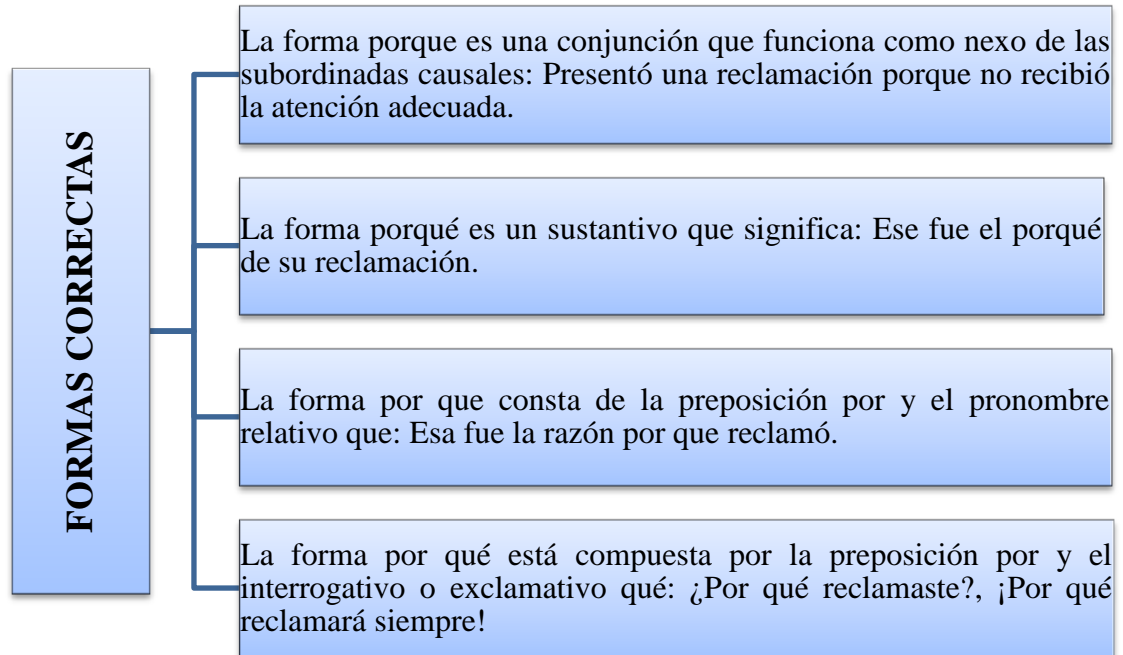 FORMAS CORRECTAS
La forma porque es una conjunción que funciona como nexo de las
subordinadas causales: Presentó una reclamación porque no recibió
la atención adecuada.
La forma porqué es un sustantivo que significa: Ese fue el porqué
de su reclamación.
La forma por que consta de la preposición por y el pronombre
relativo que: Esa fue la razón por que reclamó.
La forma por qué está compuesta por la preposición por y el
interrogativo o exclamativo qué: ¿Por qué reclamaste?, ¡Por qué
reclamará siempre!